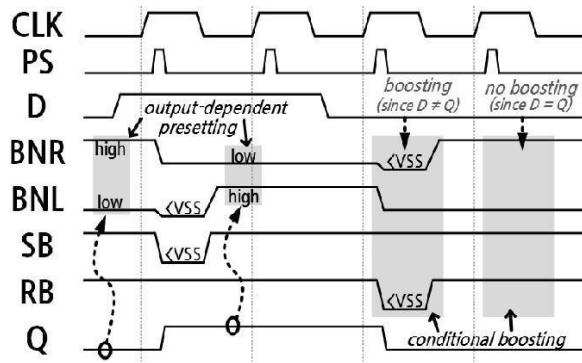 CLK
PS
boosting
(since D ≠ Q)
no boosting
(since D = Q)
D
output-dependent
presetting
BNR
high
low
BNL
low
<VSS
high
<VSS
SB
<VSS
RB
<VSS
Q
conditional boosting